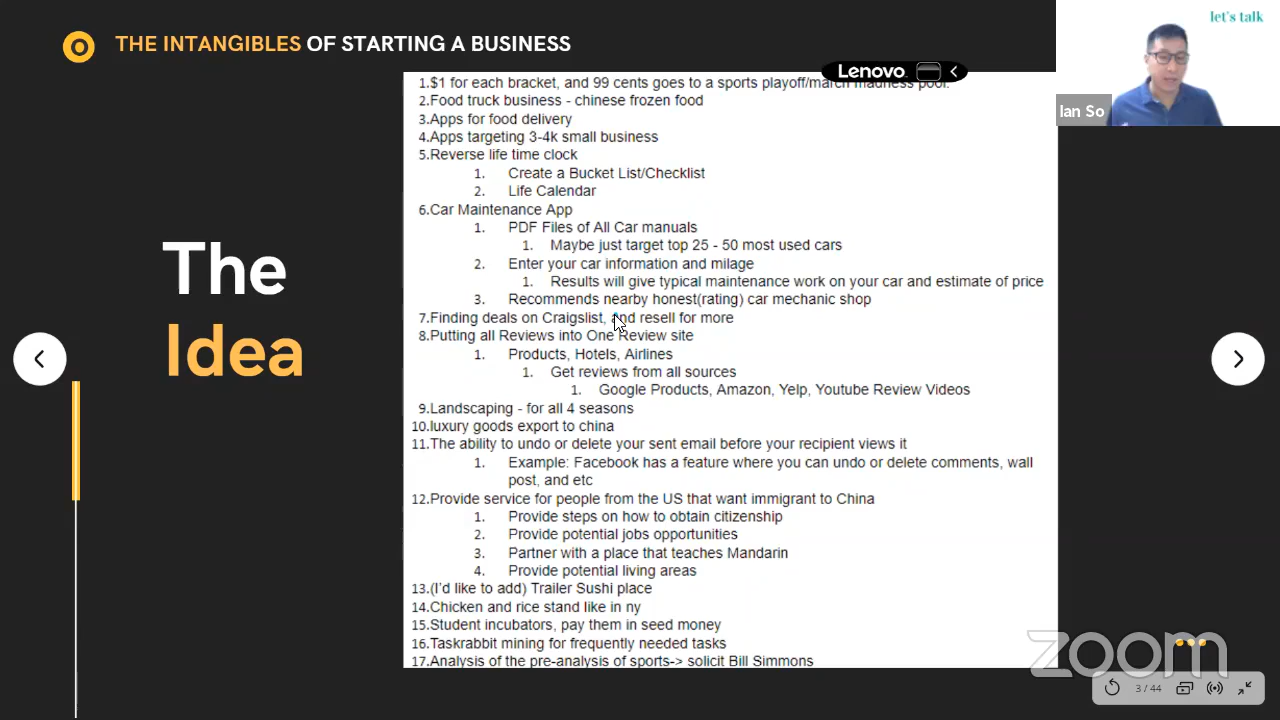 let's talk
THE INTANGIBLES OF STARTING A BUSINESS
Lenovo
Ian So
The
Idea
1.$1 for each bracket, and 99 cents goes to a sports playoff/march madness pool.
2.Food truck business - chinese frozen food
3.Apps for food delivery
4.Apps targeting 3-4k small business
5.Reverse life time clock
1. Create a Bucket List/Checklist
2. Life Calendar
6.Car Maintenance App
1. PDF Files of All Car manuals
1. Maybe just target top 25 - 50 most used cars
2. Enter your car information and milage
1. Results will give typical maintenance work on your car and estimate of price
3. Recommends nearby honest(rating) car mechanic shop
7.Finding deals on Craigslist, and resell for more
8.Putting all Reviews into One Review site
1. Products, Hotels, Airlines
1. Get reviews from all sources
1. Google Products, Amazon, Yelp, Youtube Review Videos
9.Landscaping - for all 4 seasons
10.luxury goods export to china
11.The ability to undo or delete your sent email before your recipient views it
1. Example: Facebook has a feature where you can undo or delete comments, wall
post, and etc
12.Provide service for people from the US that want immigrant to China
1. Provide steps on how to obtain citizenship
2. Provide potential jobs opportunities
3. Partner with a place that teaches Mandarin
4. Provide potential living areas
13.(I'd like to add) Trailer Sushi place
14.Chicken and rice stand like in ny
15.Student incubators, pay them in seed money
16.Taskrabbit mining for frequently needed tasks
17.Analysis of the pre-analysis of sports-> solicit Bill Simmons
zoom
3 / 44